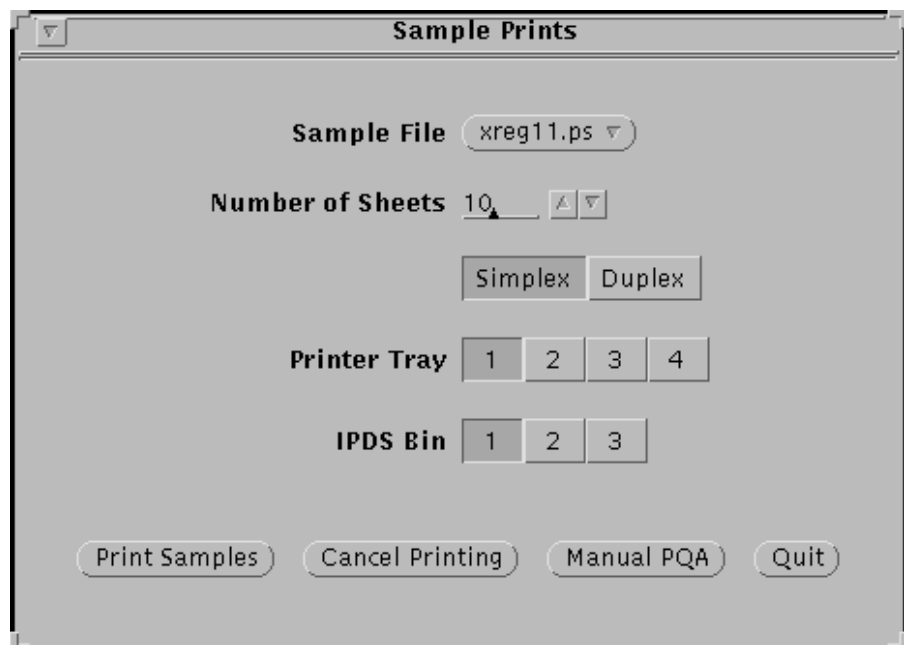 Sample Prints
Sample File xreg11.ps
Number of Sheets 10
Simplex Duplex
Printer Tray 1 2 3 4
IPDS Bin 1 2 3
Print Samples Cancel Printing Manual PQA Quit